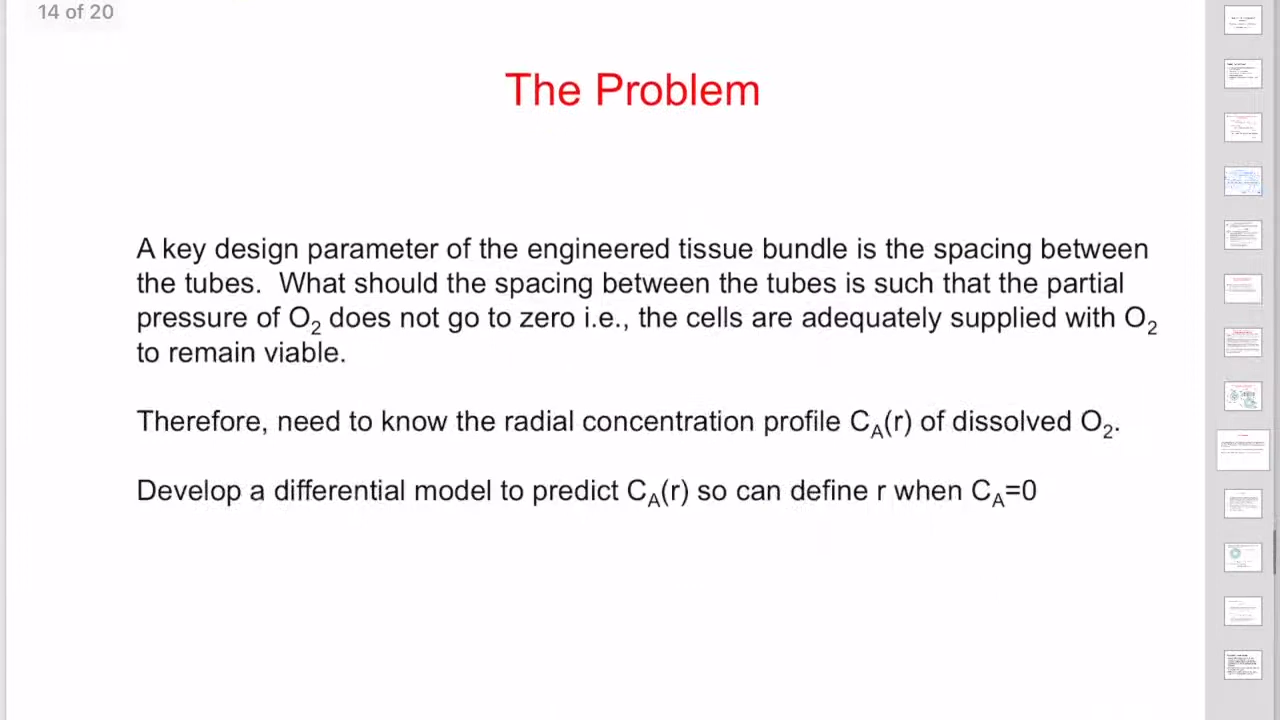 14 of 20
The Problem
A key design parameter of the engineered tissue bundle is the spacing between
the tubes.  What should the spacing between the tubes is such that the partial
pressure of O₂ does not go to zero i.e., the cells are adequately supplied with O₂
to remain viable.
Therefore, need to know the radial concentration profile C_A(r) of dissolved O₂.
Develop a differential model to predict C_A(r) so can define r when C_A=0